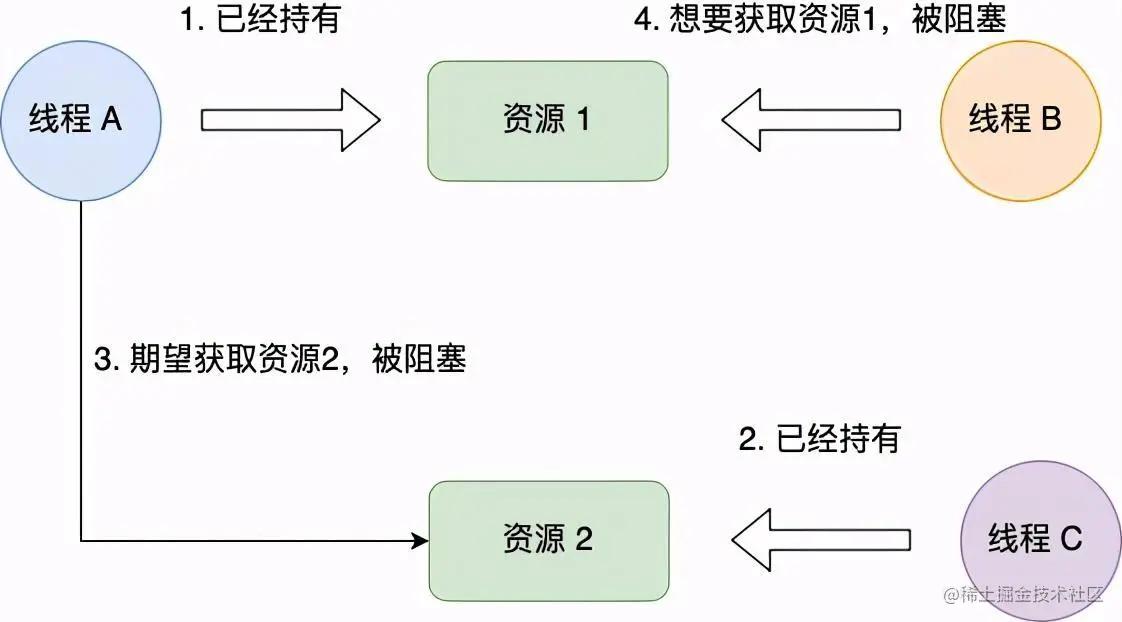 1. 已经持有
4. 想要获取资源1，被阻塞
线程 A
资源 1
线程 B
3. 期望获取资源2，被阻塞
2. 已经持有
资源 2
线程 C
@稀土掘金技术社区